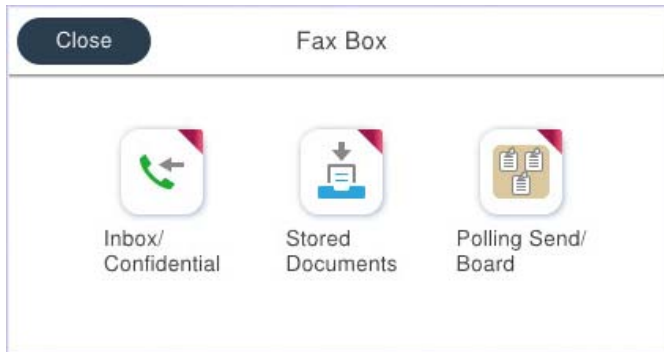 Close
Fax Box
Inbox/
Confidential
Stored
Documents
Polling Send/
Board